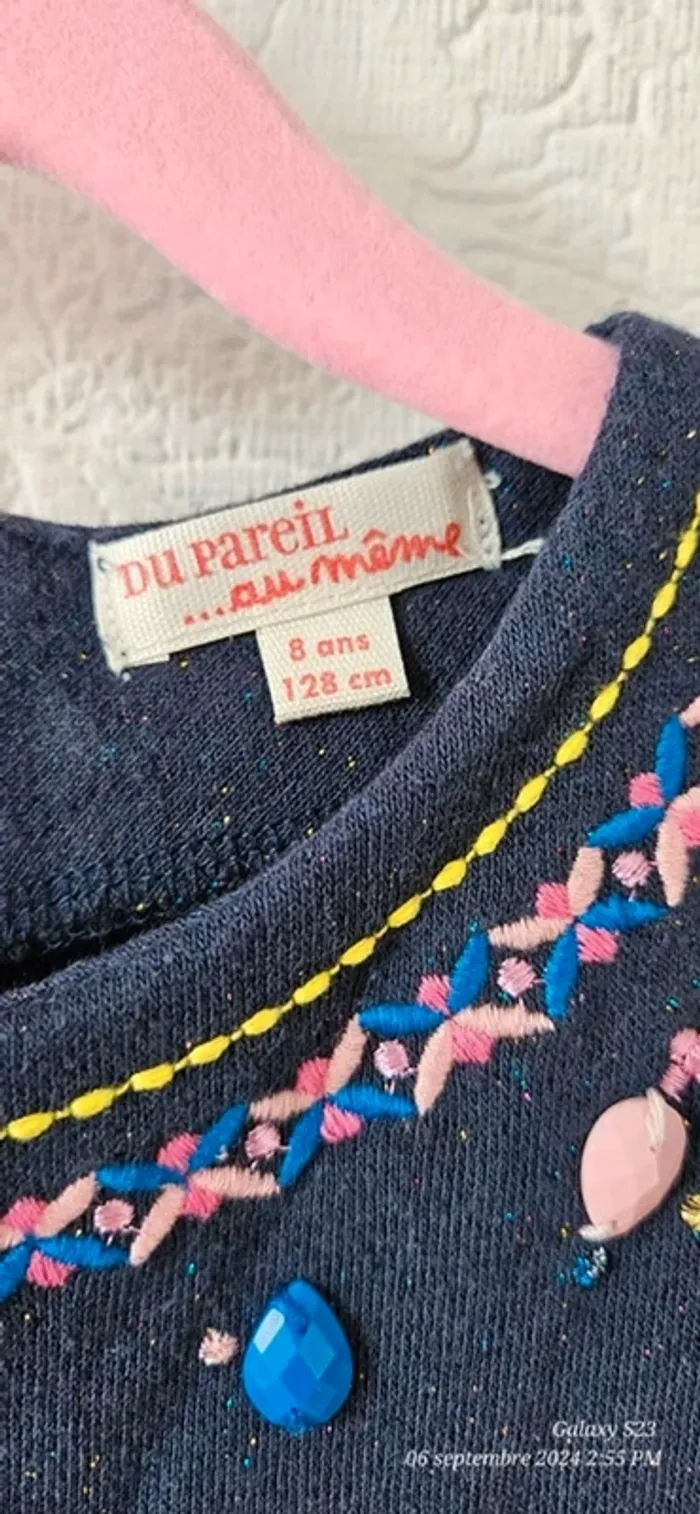 DU PAREIL
...au même
8 ans
128 cm
Galaxy S23
06 septembre 2024 2:55 PM